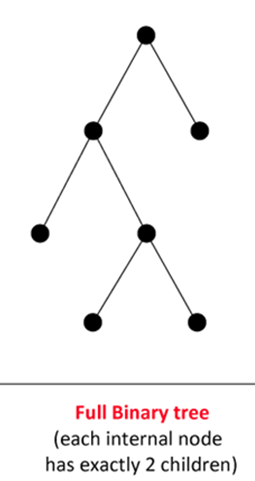 Full Binary tree
(each internal node
has exactly 2 children)